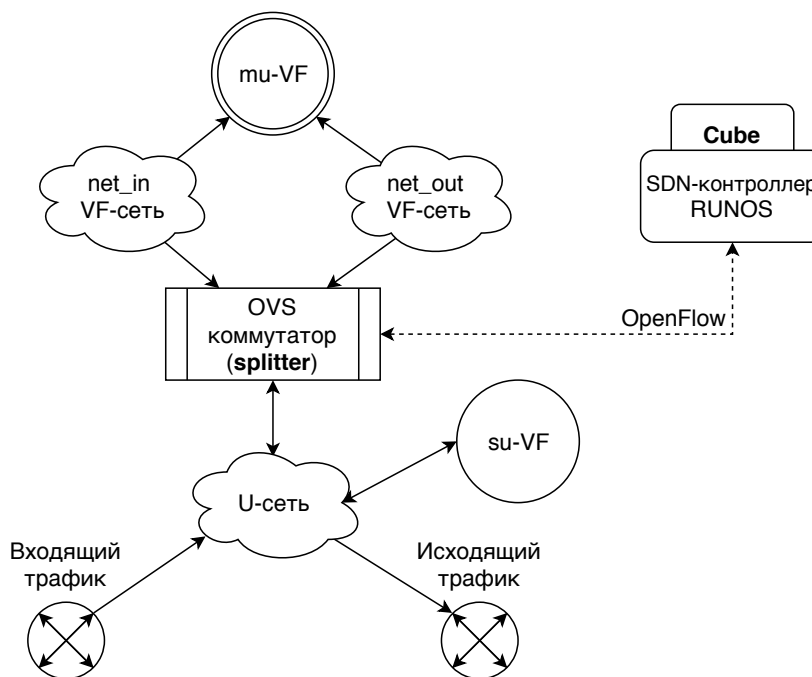 mu-VF
Cube
SDN-контроллер
RUNOS
net_in
VF-сеть
net_out
VF-сеть
OVS
коммутатор
(splitter)
OpenFlow
su-VF
U-сеть
Входящий
трафик
Исходящий
трафик